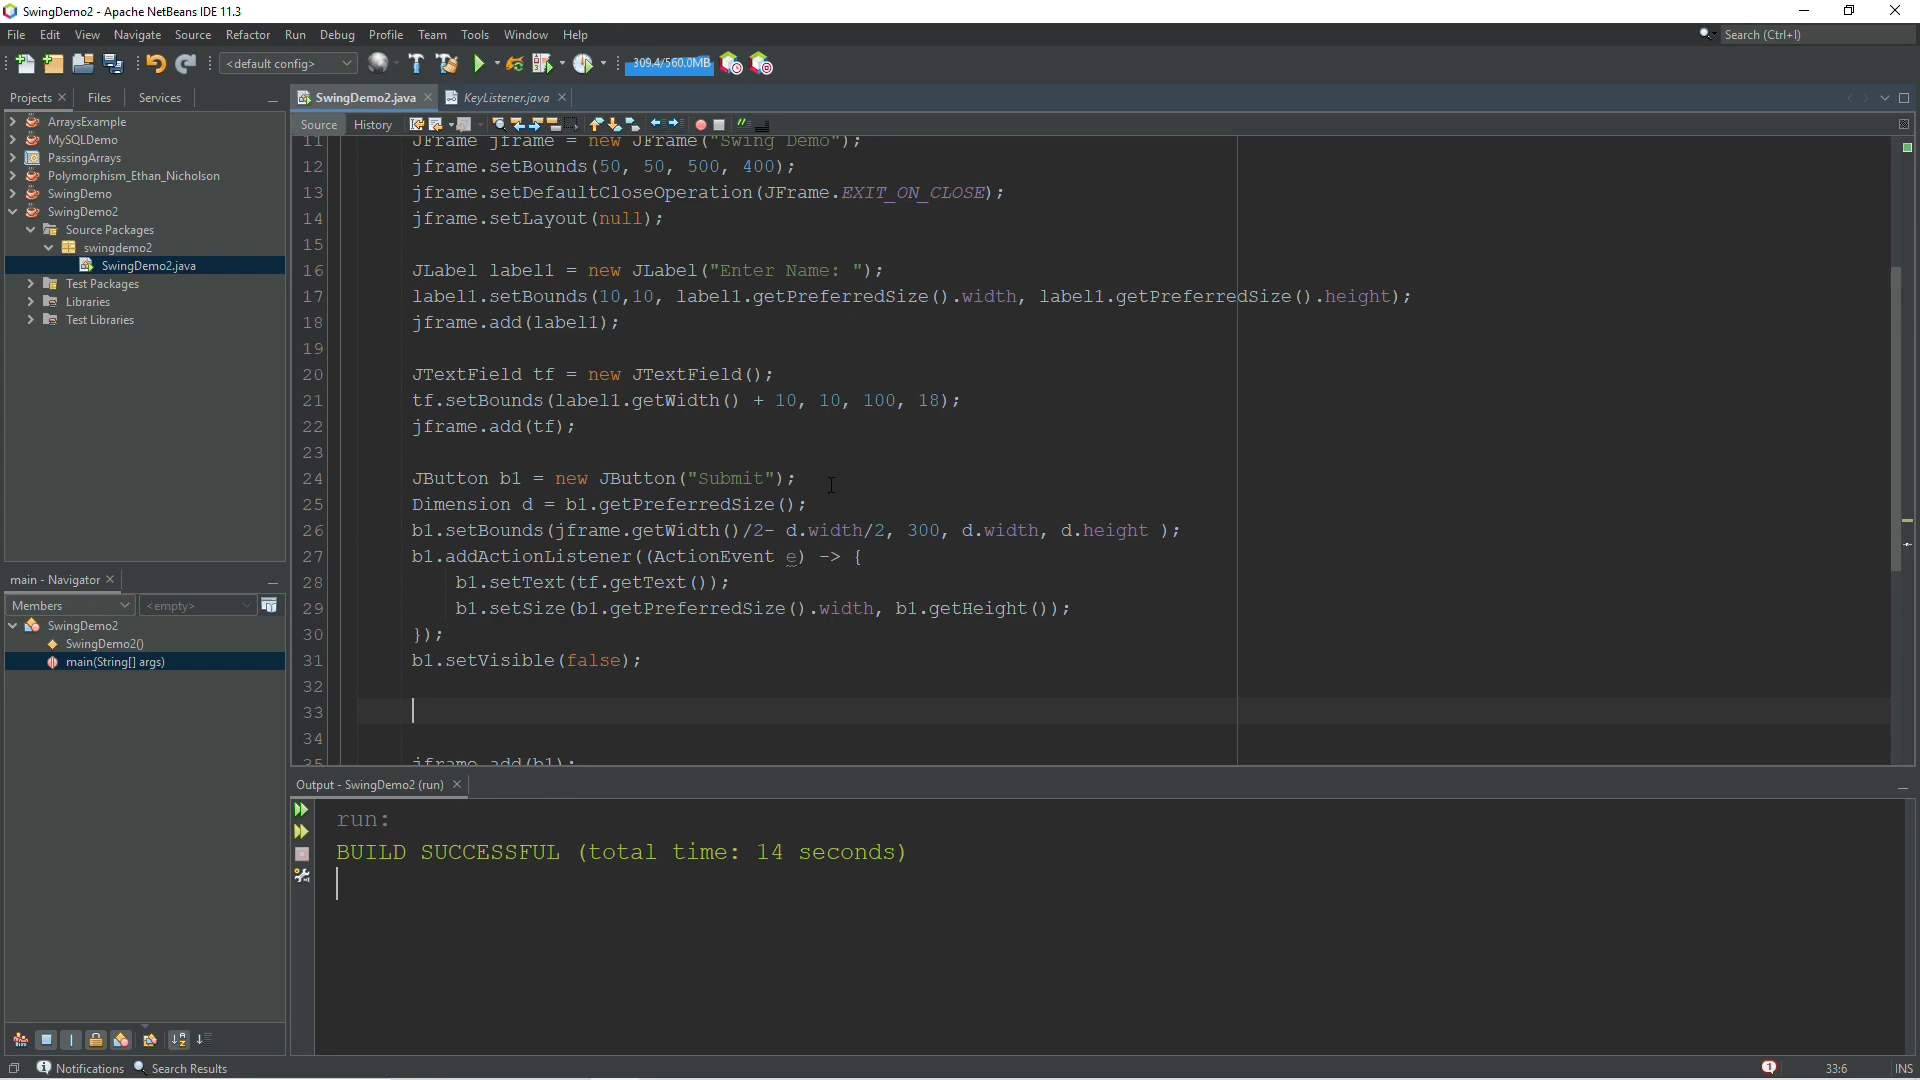 SwingDemo2 - Apache NetBeans IDE 11.3
File Edit View Navigate Source Refactor Run Debug Profile Team Tools Window Help
Search (Ctrl+I)
<default config>
309.4/560.0MB
Projects Files Services
SwingDemo2.java KeyListener.java
Source History
ArraysExample
MySQLDemo
PassingArrays
Polymorphism_Ethan_Nicholson
SwingDemo
SwingDemo2
Source Packages
swingdemo2
SwingDemo2.java
Test Packages
Libraries
Test Libraries
11 JFrame jframe = new JFrame("Swing Demo");
12 jframe.setBounds(50, 50, 500, 400);
13 jframe.setDefaultCloseOperation(JFrame.EXIT_ON_CLOSE);
14 jframe.setLayout(null);
15
16 JLabel label1 = new JLabel("Enter Name: ");
17 label1.setBounds(10,10, label1.getPreferredSize().width, label1.getPreferredSize().height);
18 jframe.add(label1);
19
20 JTextField tf = new JTextField();
21 tf.setBounds(label1.getWidth() + 10, 10, 100, 18);
22 jframe.add(tf);
23
24 JButton b1 = new JButton("Submit");
25 Dimension d = b1.getPreferredSize();
26 b1.setBounds(jframe.getWidth()/2- d.width/2, 300, d.width, d.height );
27 b1.addActionListener((ActionEvent e) -> {
28 b1.setText(tf.getText());
29 b1.setSize(b1.getPreferredSize().width, b1.getHeight());
30 });
31 b1.setVisible(false);
32
33
34
35 jframe.add(b1);
main - Navigator
Members <empty>
SwingDemo2
SwingDemo2()
main(String[] args)
Output - SwingDemo2 (run)
run:
BUILD SUCCESSFUL (total time: 14 seconds)
Notifications Search Results
1 33:6 INS